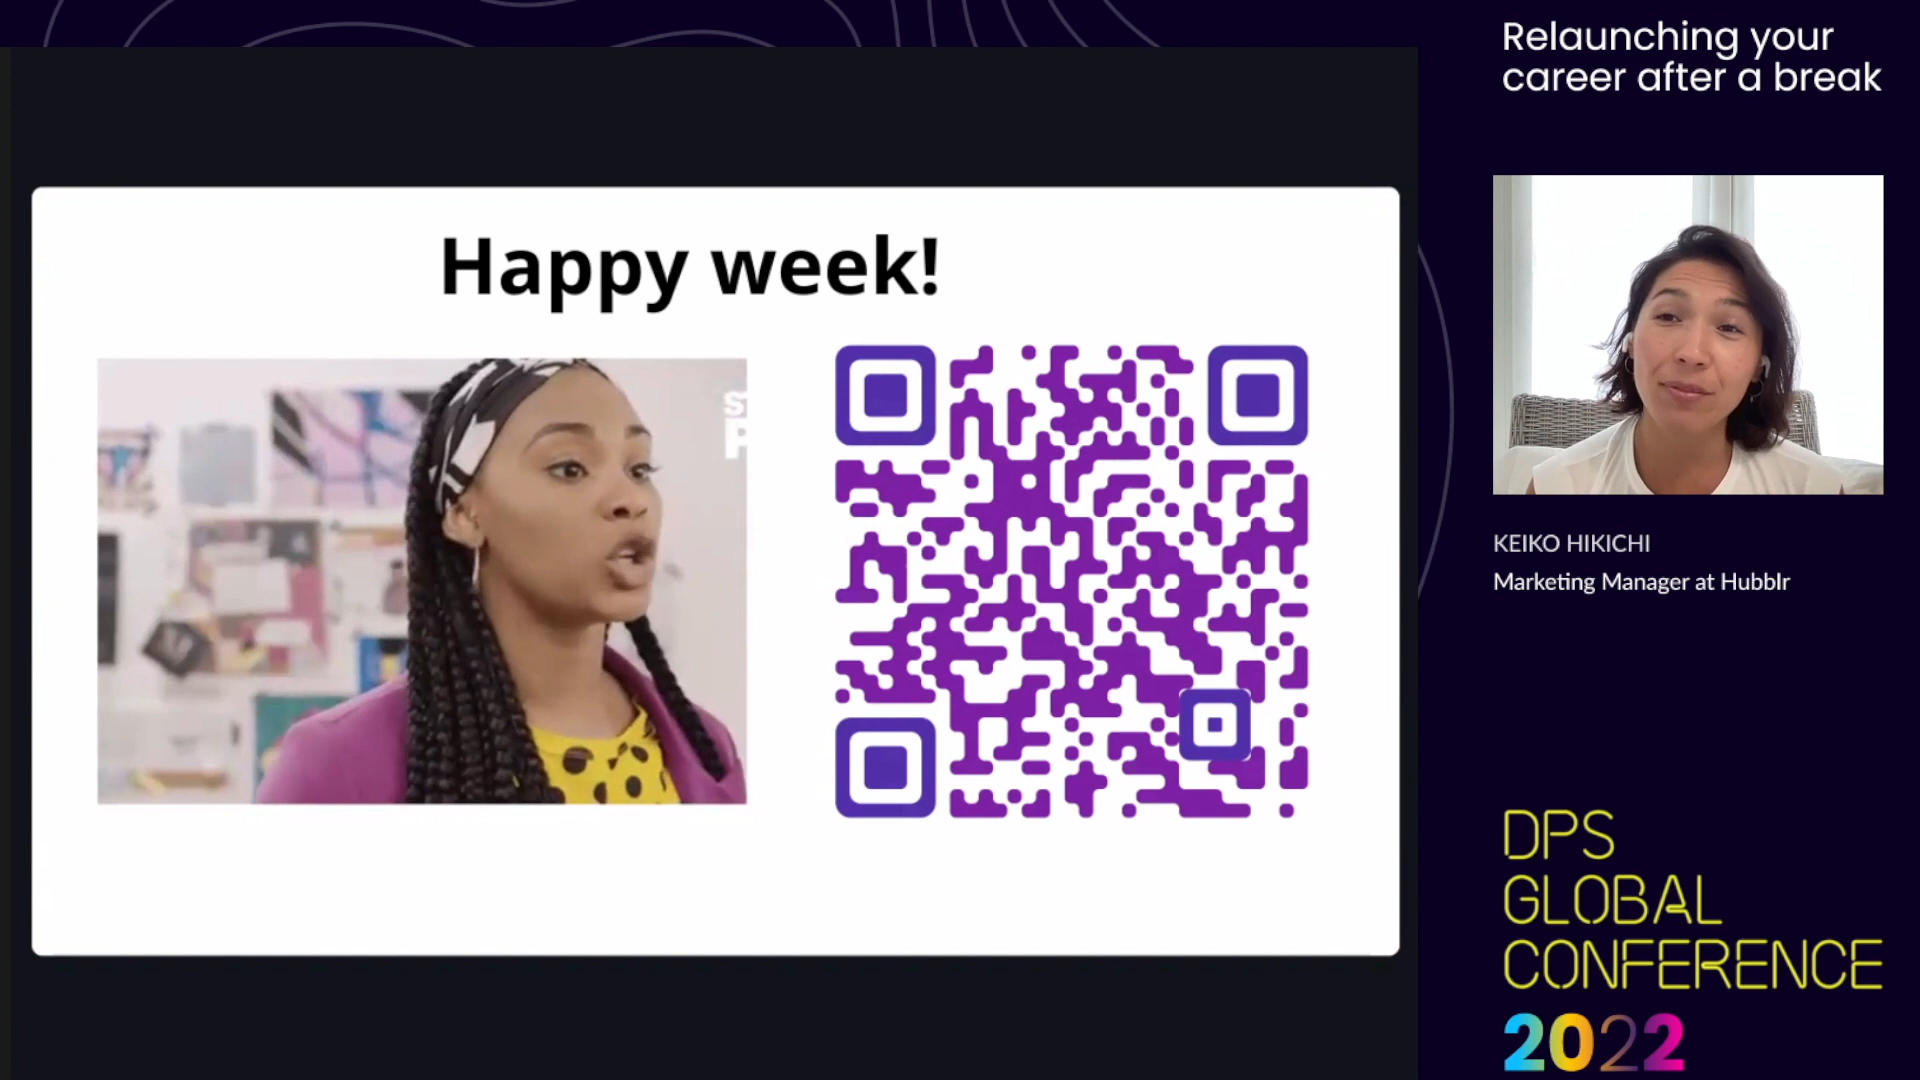 Relaunching your
career after a break
Happy week!
KEIKO HIKICHI
Marketing Manager at Hubblr
DPS
GLOBAL
CONFERENCE
2022